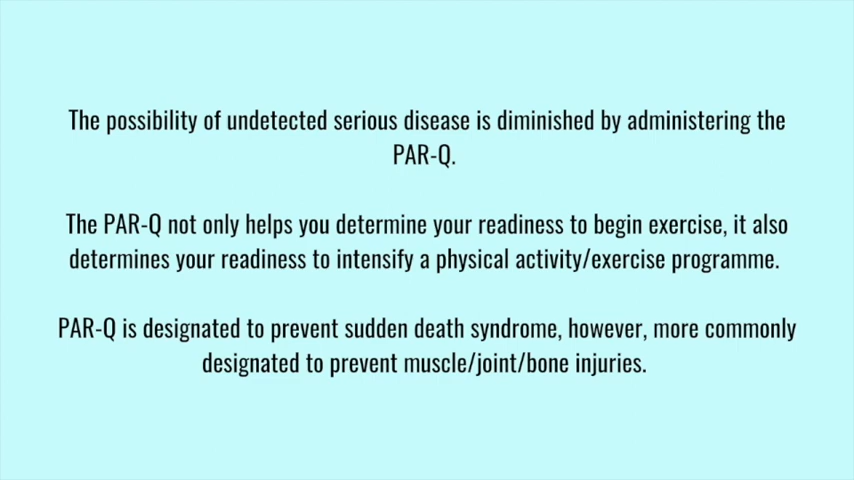 The possibility of undetected serious disease is diminished by administering the
PAR-Q.
The PAR-Q not only helps you determine your readiness to begin exercise, it also
determines your readiness to intensify a physical activity/exercise programme.
PAR-Q is designated to prevent sudden death syndrome, however, more commonly
designated to prevent muscle/joint/bone injuries.